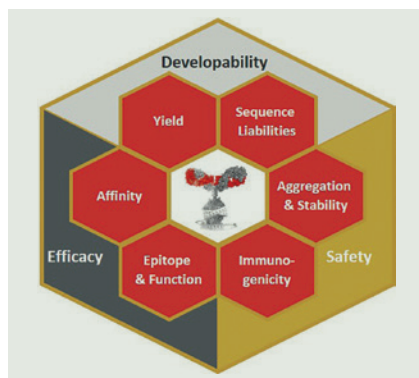 Developability
Yield
Sequence
Liabilities
Affinity
Aggregation
& Stability
Efficacy
Epitope
& Function
Immuno-
genicity
Safety